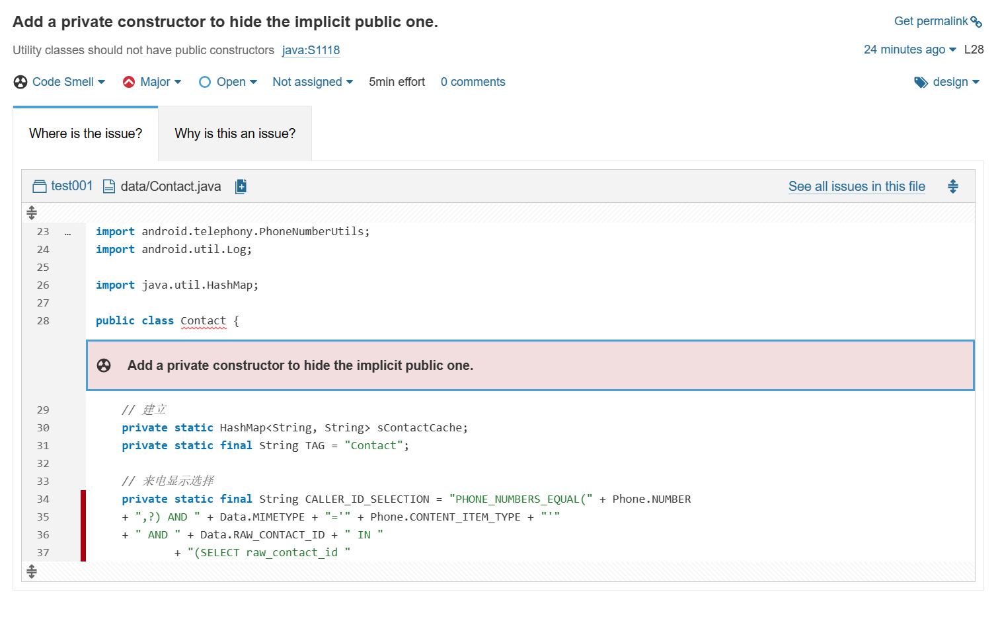 Add a private constructor to hide the implicit public one.
Get permalink
Utility classes should not have public constructors java:S1118
24 minutes ago L28
Code Smell Major Open Not assigned 5min effort 0 comments
design
Where is the issue? Why is this an issue?
test001 data/Contact.java See all issues in this file
23 … import android.telephony.PhoneNumberUtils;
24 import android.util.Log;
25
26 import java.util.HashMap;
27
28 public class Contact {
Add a private constructor to hide the implicit public one.
29 // 建立
30 private static HashMap<String, String> sContactCache;
31 private static final String TAG = "Contact";
32
33 // 来电显示选择
34 private static final String CALLER_ID_SELECTION = "PHONE_NUMBERS_EQUAL(" + Phone.NUMBER
35 + ",?) AND " + Data.MIMETYPE + "='" + Phone.CONTENT_ITEM_TYPE + "'"
36 + " AND " + Data.RAW_CONTACT_ID + " IN "
37 + "(SELECT raw_contact_id "